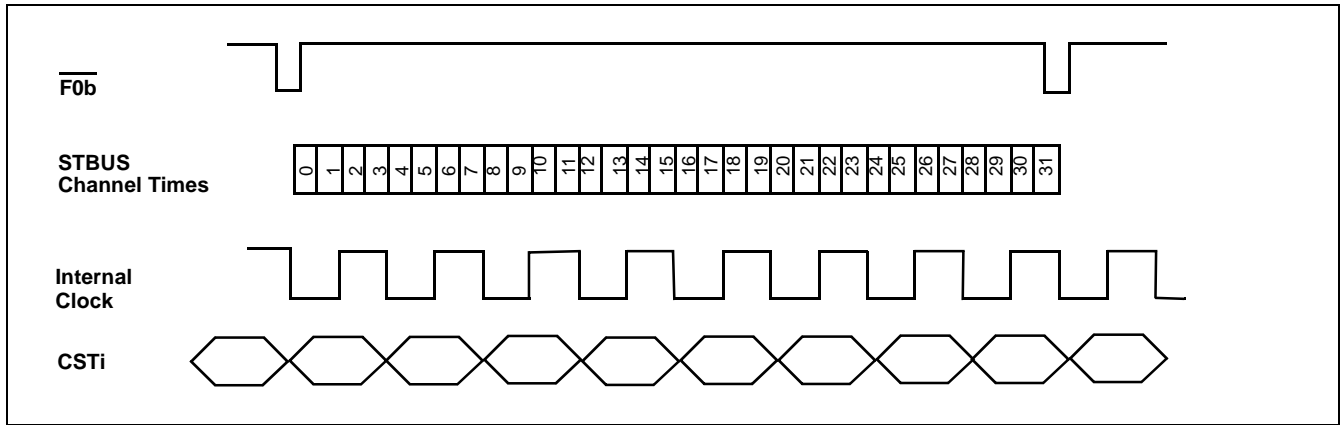 F0b
STBUS
Channel Times
0 1 2 3 4 5 6 7 8 9 10 11 12 13 14 15 16 17 18 19 20 21 22 23 24 25 26 27 28 29 30 31
Internal
Clock
CSTi